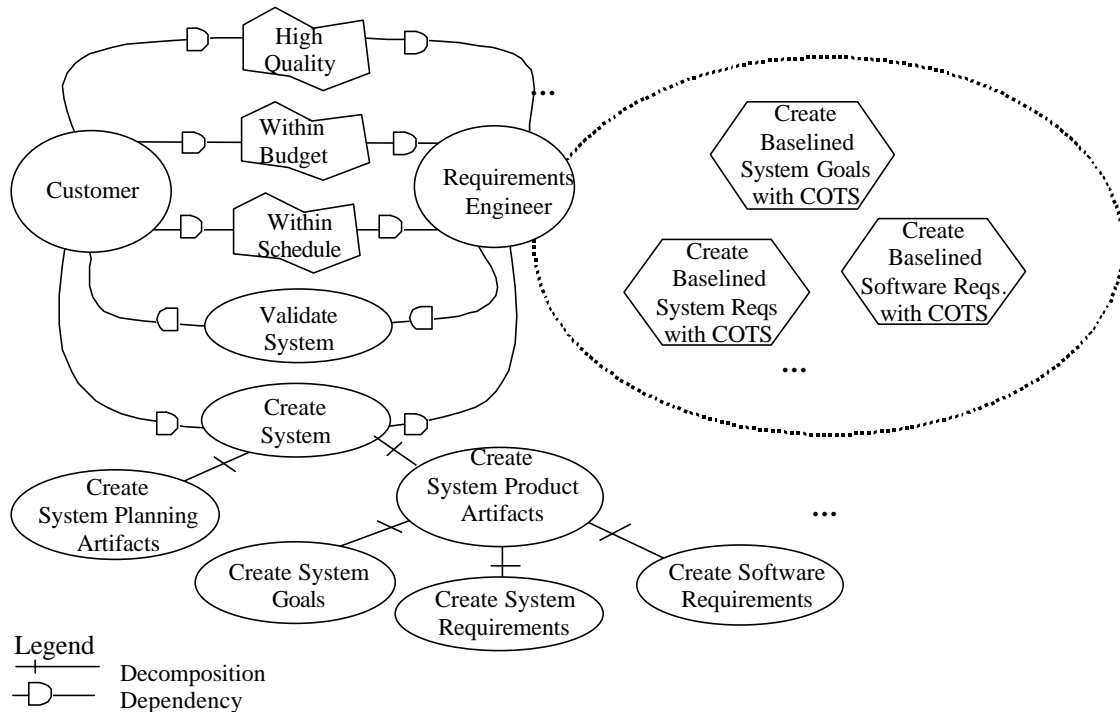 High
Quality
...
Within
Budget
Customer
Requirements
Engineer
Within
Schedule
Validate
System
Create
System
Create
Baselined
System Goals
with COTS
Create
Baselined
System Reqs
with COTS
Create
Baselined
Software Reqs.
with COTS
...
Create
System Planning
Artifacts
Create
System Product
Artifacts
...
Create System
Goals
Create System
Requirements
Create Software
Requirements
Legend
Decomposition
Dependency